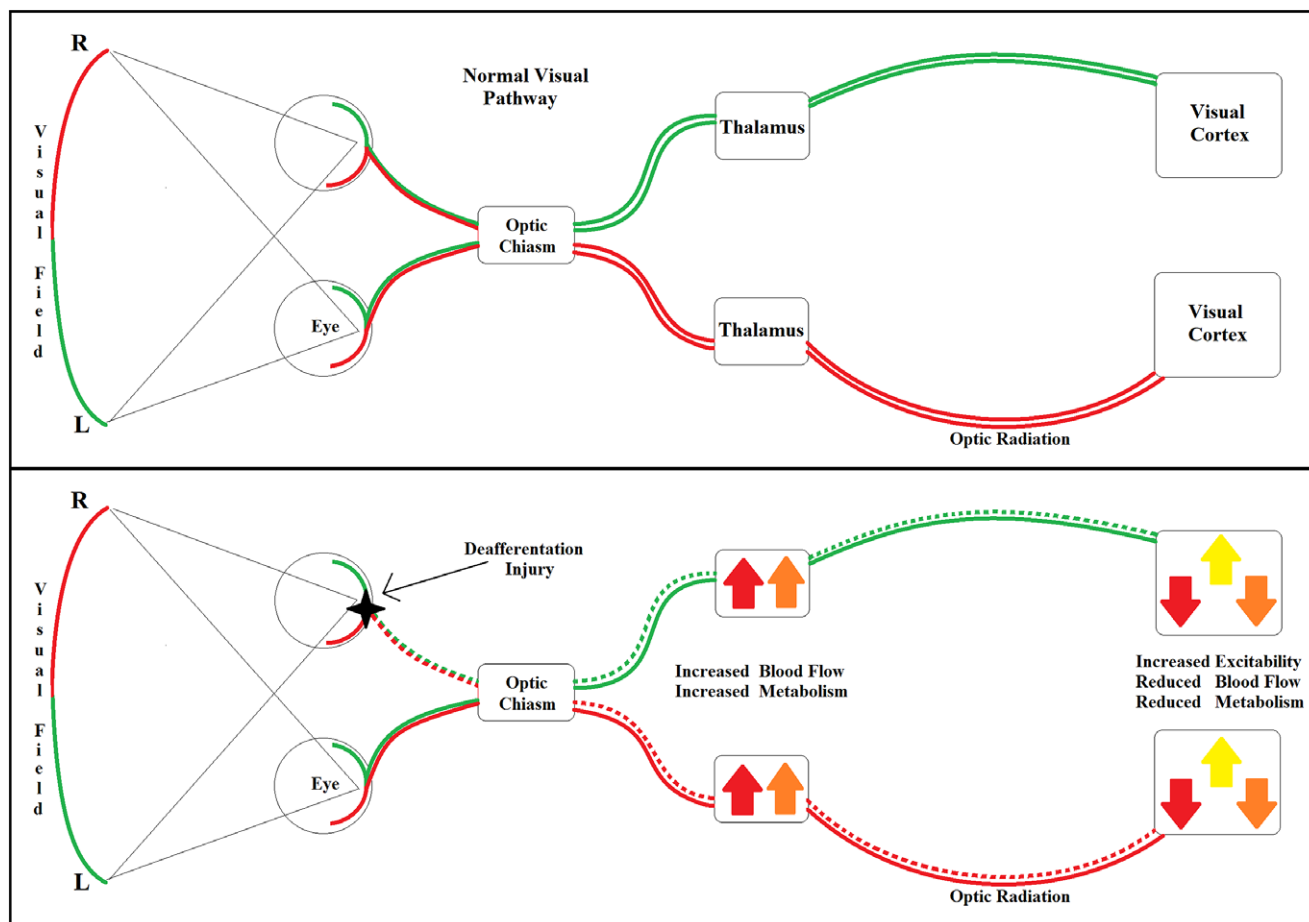 R
Visual Field
L
Normal Visual
Pathway
Eye
Optic
Chiasm
Thalamus
Thalamus
Visual
Cortex
Visual
Cortex
Optic Radiation
R
Visual Field
L
Deafferentation
Injury
Eye
Optic
Chiasm
Increased Blood Flow
Increased Metabolism
Increased Excitability
Reduced Blood Flow
Reduced Metabolism
Optic Radiation